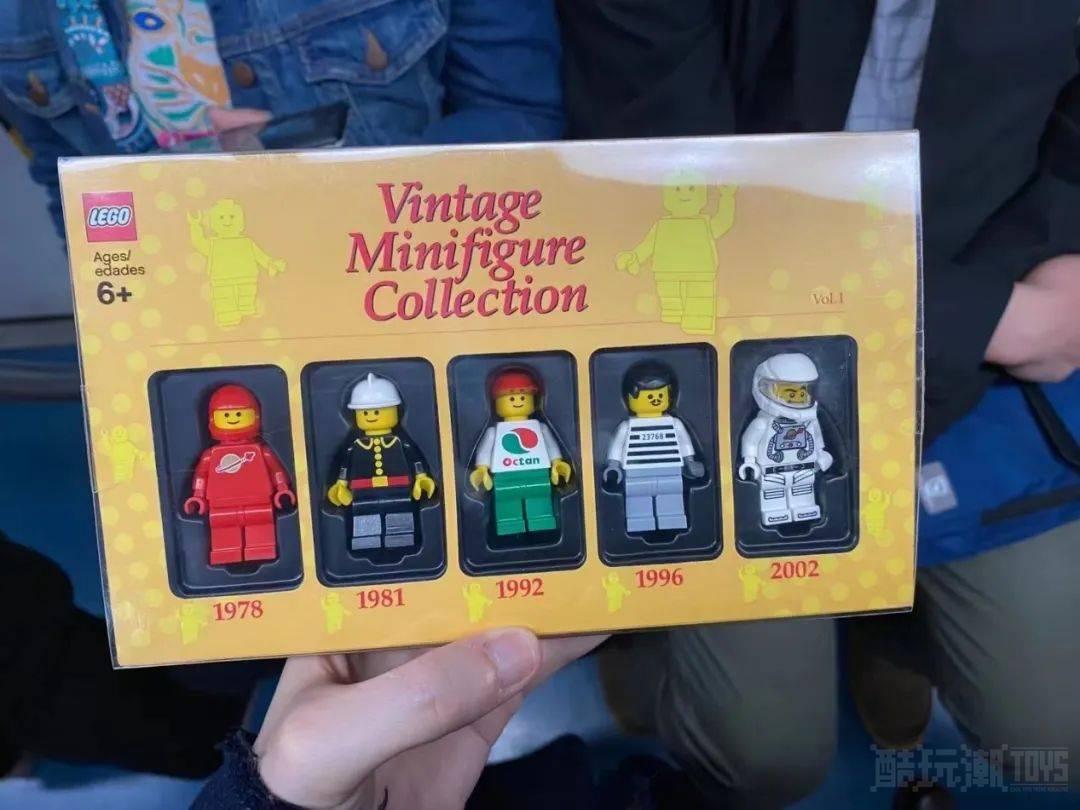 LEGO
Ages/
edades
6+
Vintage
Minifigure
Collection
Vol.1
Octan
23768
1978
1981
1992
1996
2002
酷玩潮TOYS